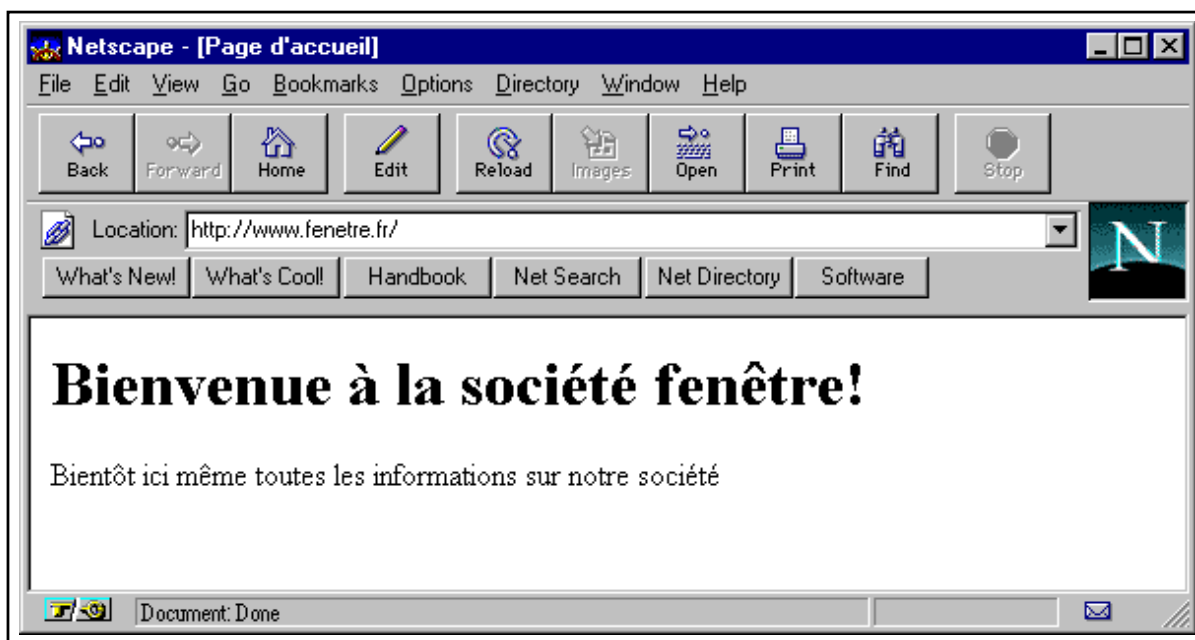 Netscape - [Page d'accueil]
File Edit View Go Bookmarks Options Directory Window Help
Back Forward Home Edit Reload Images Open Print Find Stop
Location: http://www.fenetre.fr/
N
What's New! What's Cool! Handbook Net Search Net Directory Software
Bienvenue à la société fenêtre!
Bientôt ici même toutes les informations sur notre société
Document: Done